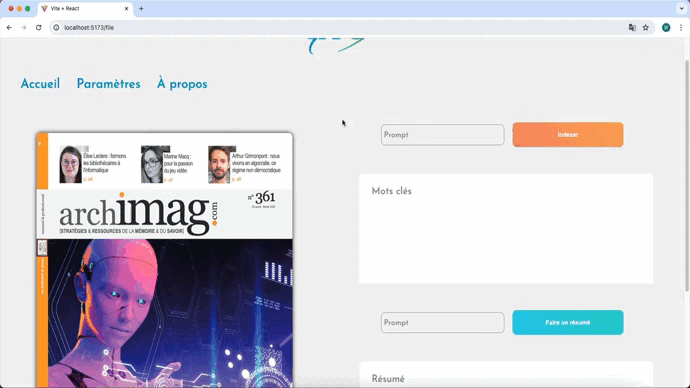 Vite + React
localhost:5173/file
Accueil
Paramètres
À propos
Élise Leclerc : formons
les bibliothécaires à
l'informatique
Marine Macq :
pour la passion
du jeu vidéo
Arthur Grimonpont : nous
vivons en algocratie, ce
régime non démocratique
archimag.com
n° 361
[STRATÉGIES & RESSOURCES DE LA MÉMOIRE & DU SAVOIR]
Prompt
Indexer
Mots clés
Prompt
Faire un résumé
Résumé